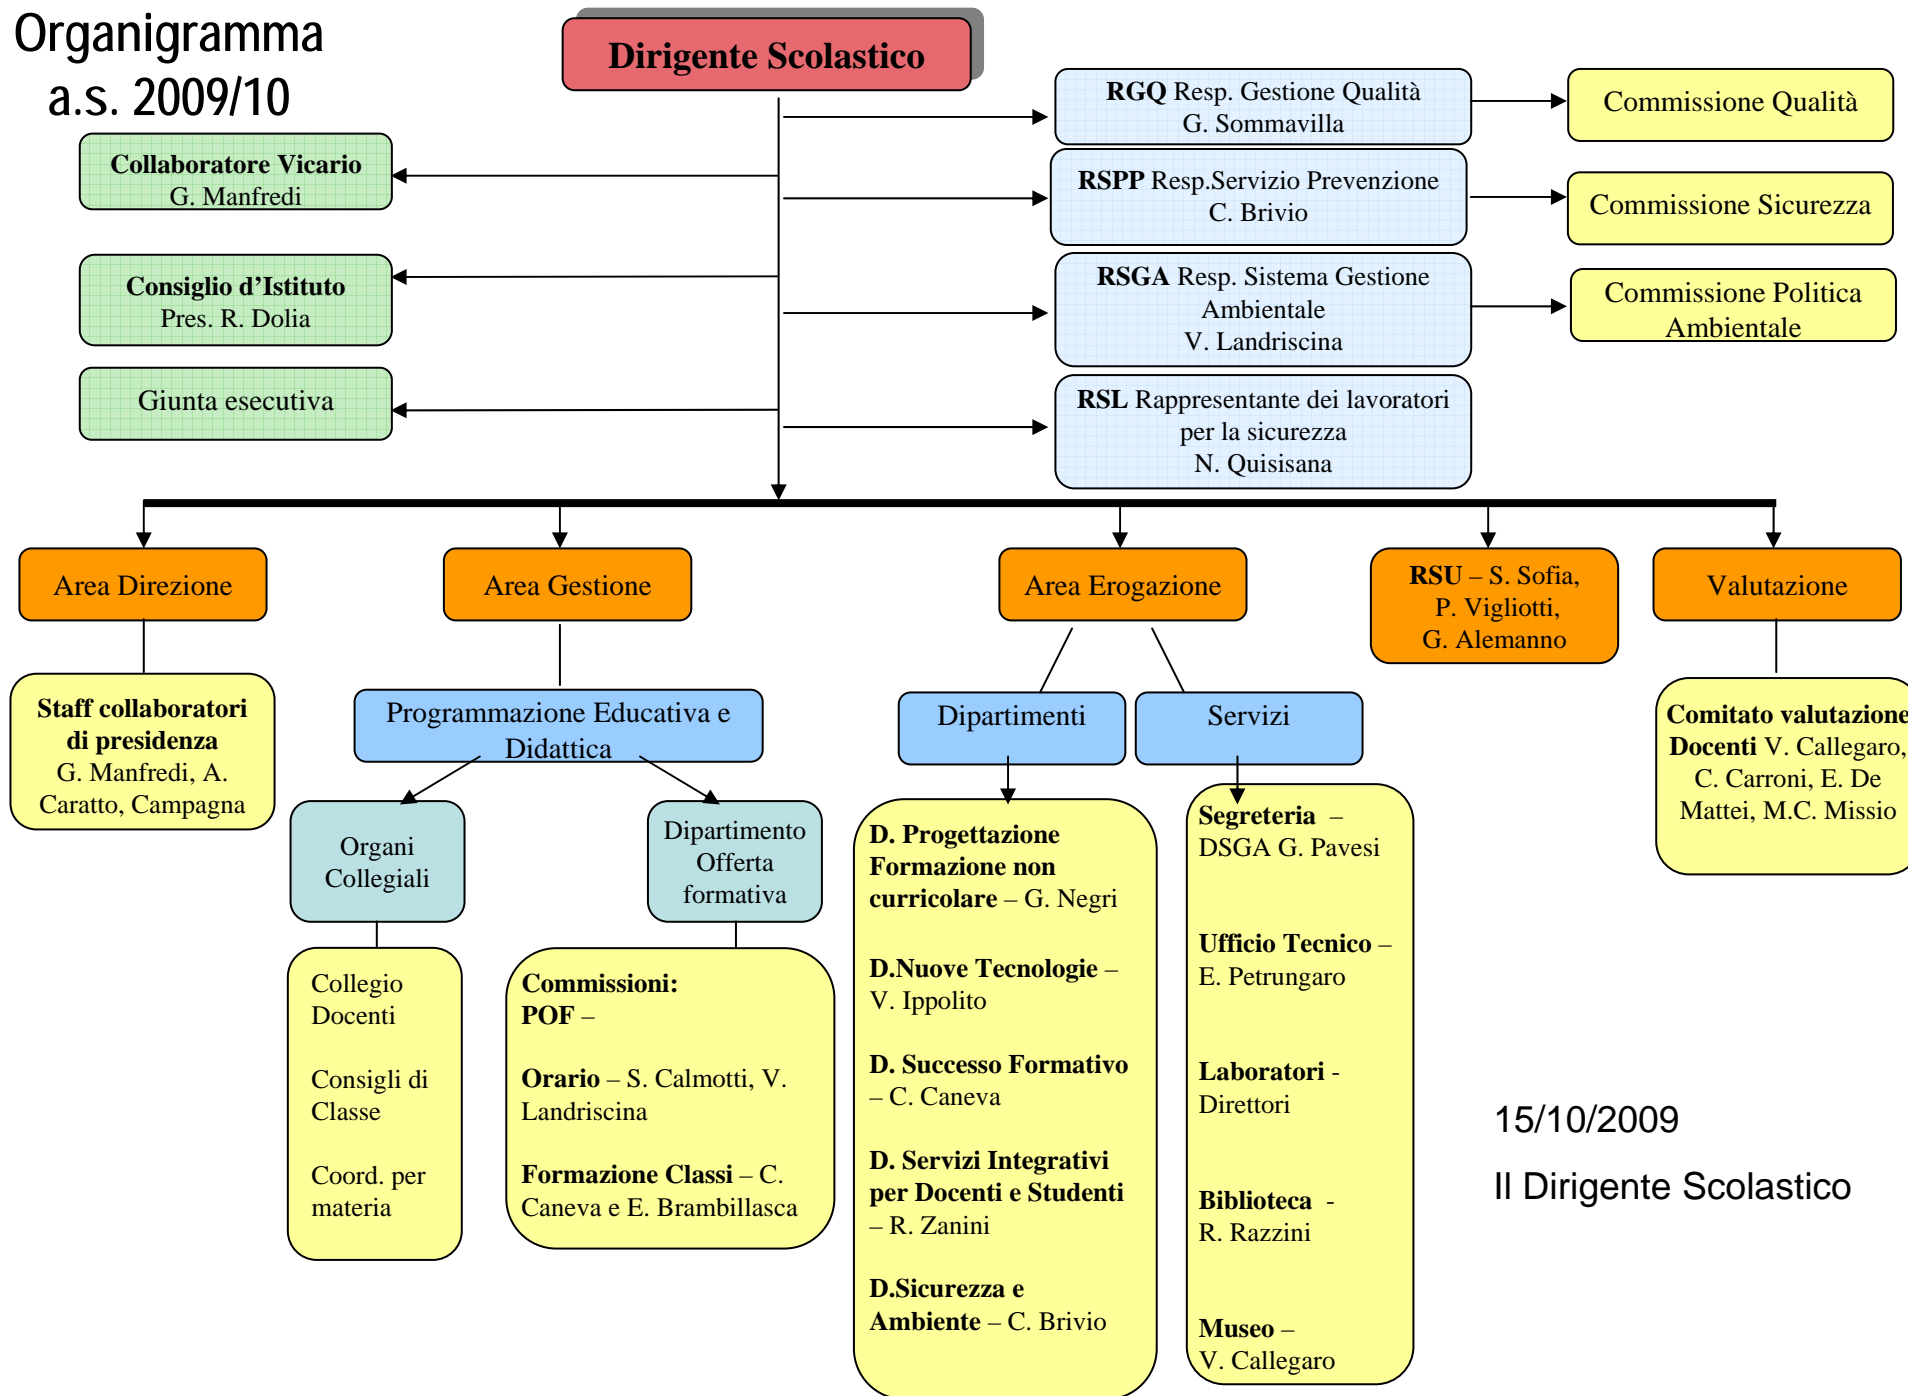 Organigramma
a.s. 2009/10
Dirigente Scolastico
RGQ Resp. Gestione Qualità
G. Sommavilla
Commissione Qualità
Collaboratore Vicario
G. Manfredi
RSPP Resp.Servizio Prevenzione
C. Brivio
Commissione Sicurezza
Consiglio d’Istituto
Pres. R. Dolia
RSGA Resp. Sistema Gestione
Ambientale
V. Landriscina
Commissione Politica
Ambientale
Giunta esecutiva
RSL Rappresentante dei lavoratori
per la sicurezza
N. Quisisana
Area Direzione
Area Gestione
Area Erogazione
RSU – S. Sofia,
P. Vigliotti,
G. Alemanno
Valutazione
Staff collaboratori
di presidenza
G. Manfredi, A.
Caratto, Campagna
Programmazione Educativa e
Didattica
Dipartimenti
Servizi
Comitato valutazione
Docenti V. Callegaro,
C. Carroni, E. De
Mattei, M.C. Missio
Organi
Collegiali
Dipartimento
Offerta
formativa
Collegio
Docenti
Consigli di
Classe
Coord. per
materia
Commissioni:
POF –
Orario – S. Calmotti, V.
Landriscina
Formazione Classi – C.
Caneva e E. Brambillasca
D. Progettazione
Formazione non
curricolare – G. Negri
D.Nuove Tecnologie –
V. Ippolito
D. Successo Formativo
– C. Caneva
D. Servizi Integrativi
per Docenti e Studenti
– R. Zanini
D.Sicurezza e
Ambiente – C. Brivio
Segreteria –
DSGA G. Pavesi
Ufficio Tecnico –
E. Petrungaro
Laboratori -
Direttori
Biblioteca -
R. Razzini
Museo –
V. Callegaro
15/10/2009
Il Dirigente Scolastico